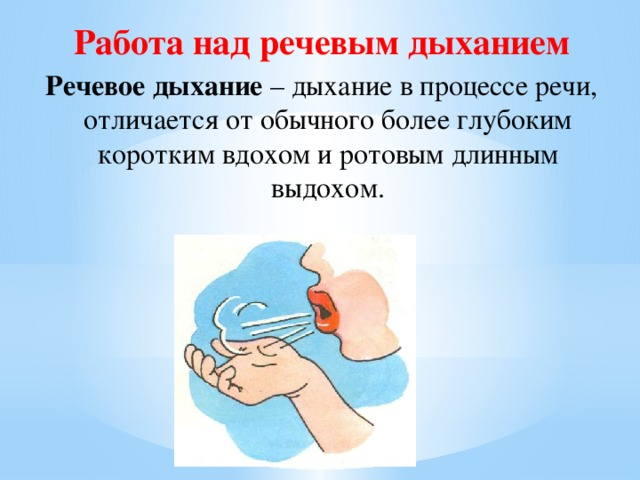 Работа над речевым дыханием
Речевое дыхание – дыхание в процессе речи,
отличается от обычного более глубоким
коротким вдохом и ротовым длинным
выдохом.